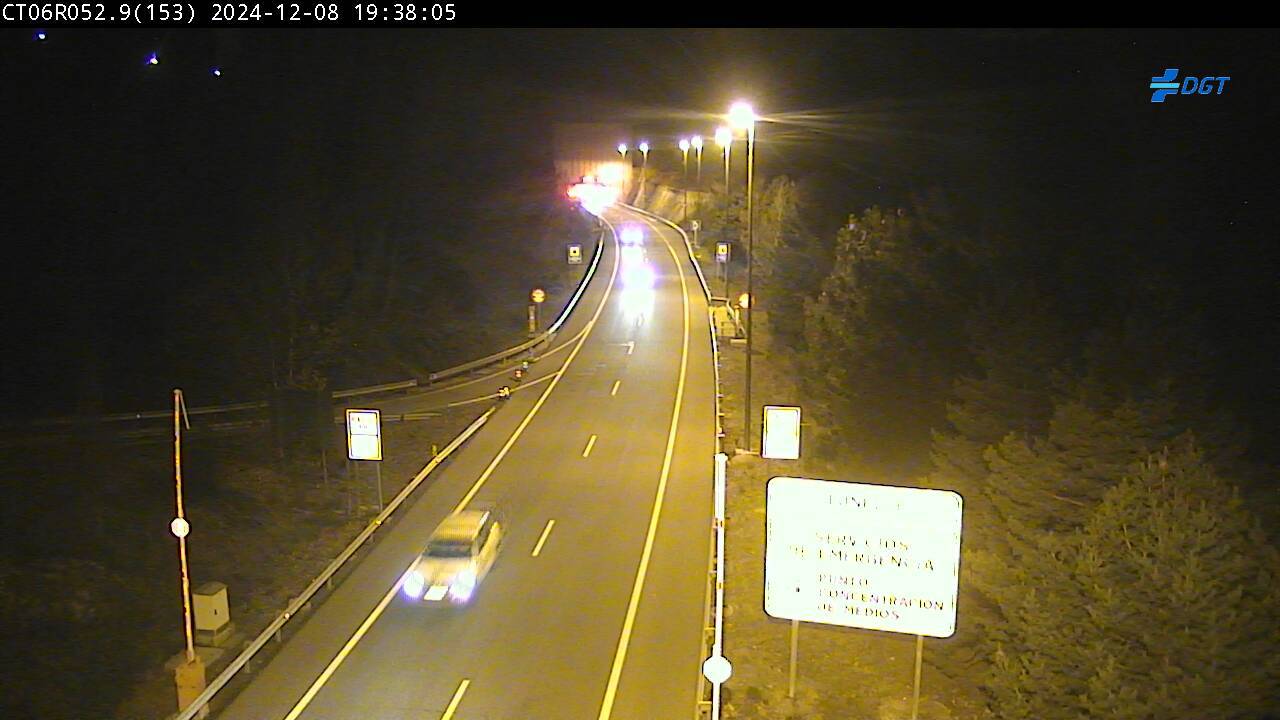 CT06R052.9(153) 2024-12-08 19:38:05
DGT
SERVICIOS
DE EMERGENCIA
PUNTO
CONCENTRACION
DE MEDIOS